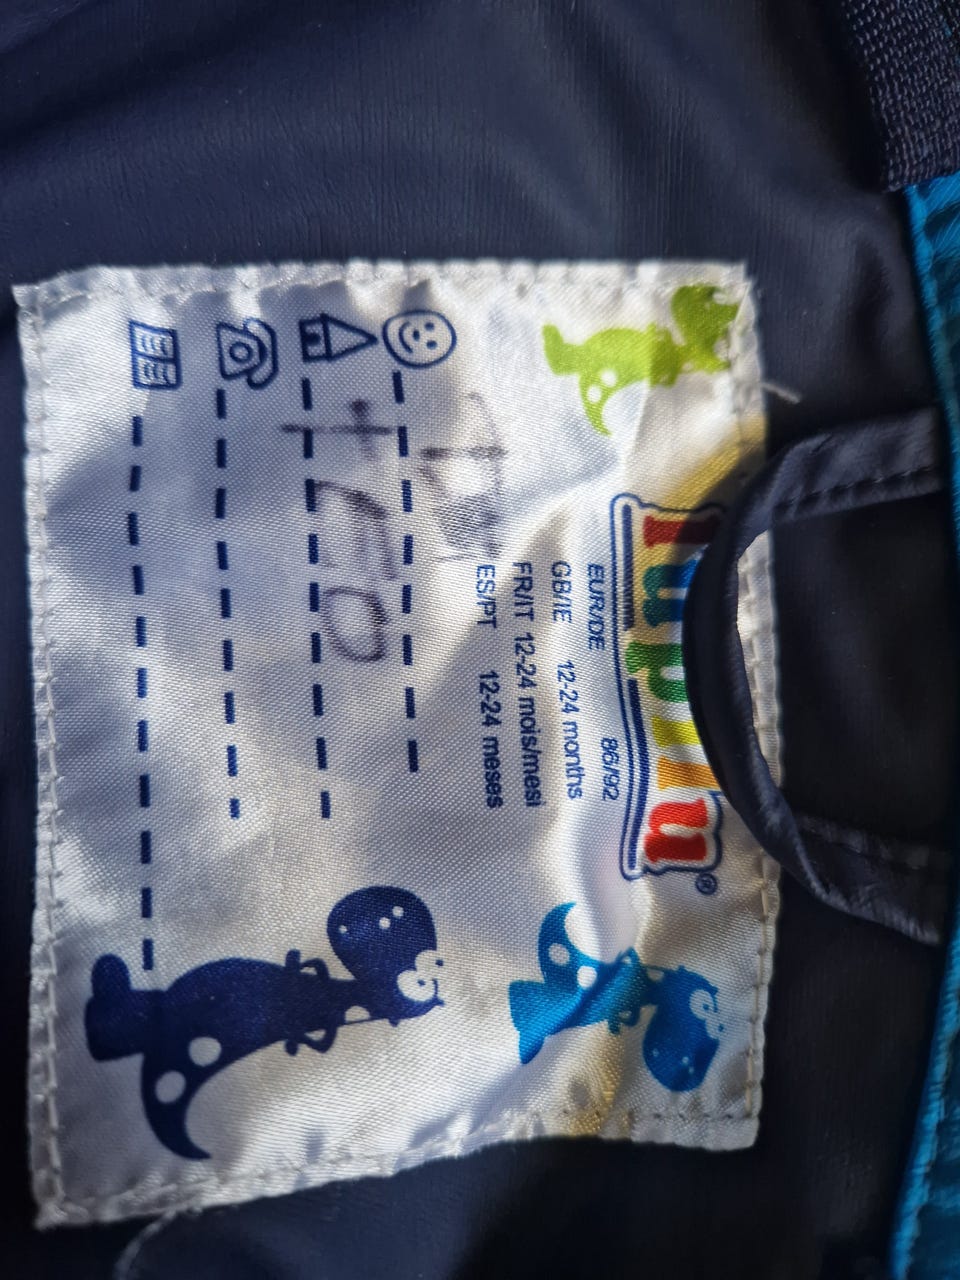 lupilu®
EUR/DE 86/92
GB/IE 12-24 months
FR/IT 12-24 mois/mesi
ES/PT 12-24 meses
tEO